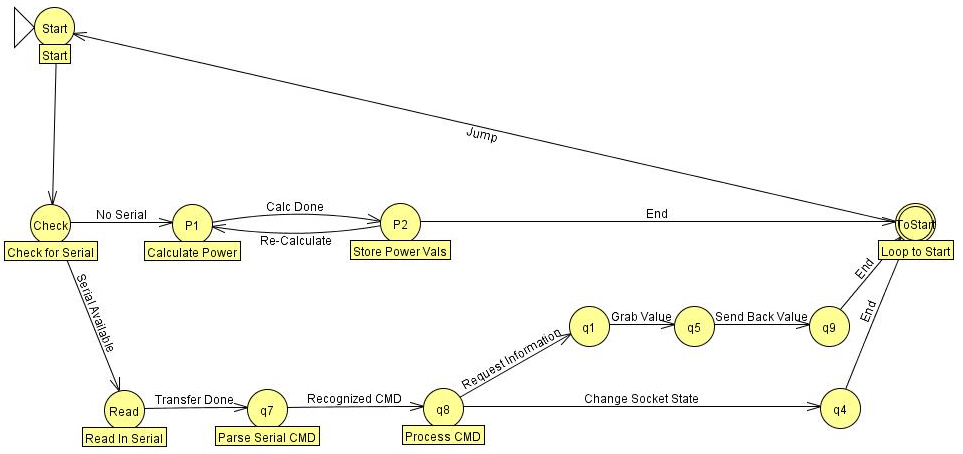 Start
Start
Jump
Check
No Serial
P1
Calc Done
Re-Calculate
P2
End
ToStart
Check for Serial
Calculate Power
Store Power Vals
Loop to Start
Serial Available
Request Information
q1
Grab Value
q5
Send Back Value
q9
End
End
Read
Transfer Done
q7
Recognized CMD
q8
Change Socket State
q4
Read In Serial
Parse Serial CMD
Process CMD